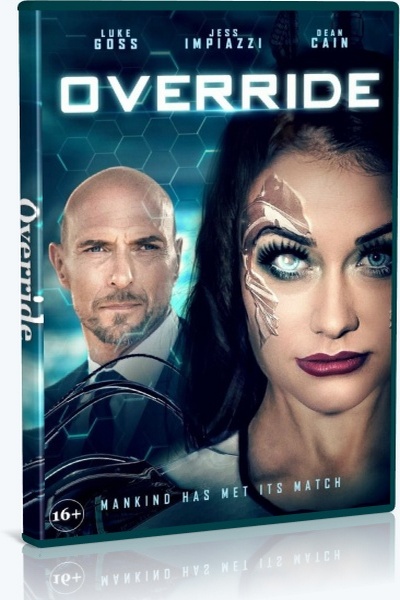 LUKE
GOSS
JESS
IMPIAZZI
DEAN
CAIN
OVERRIDE
Override
MANKIND HAS MET ITS MATCH
16+